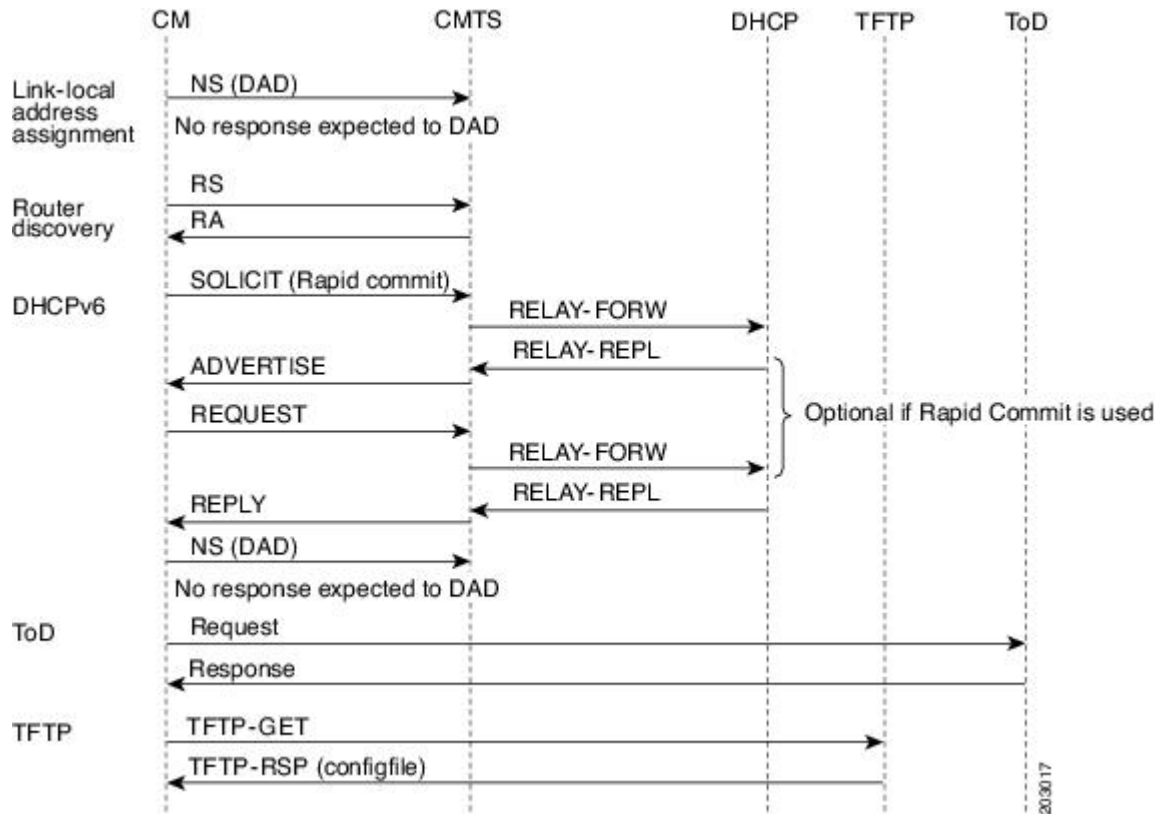 CM CMTS DHCP TFTP ToD
Link-local
address
assignment
NS (DAD)
No response expected to DAD
Router
discovery
RS
RA
DHCPv6
SOLICIT (Rapid commit)
RELAY-FORW
RELAY-REPL
ADVERTISE
REQUEST
Optional if Rapid Commit is used
RELAY-FORW
RELAY-REPL
REPLY
NS (DAD)
No response expected to DAD
ToD
Request
Response
TFTP
TFTP-GET
TFTP-RSP (configfile)
203017